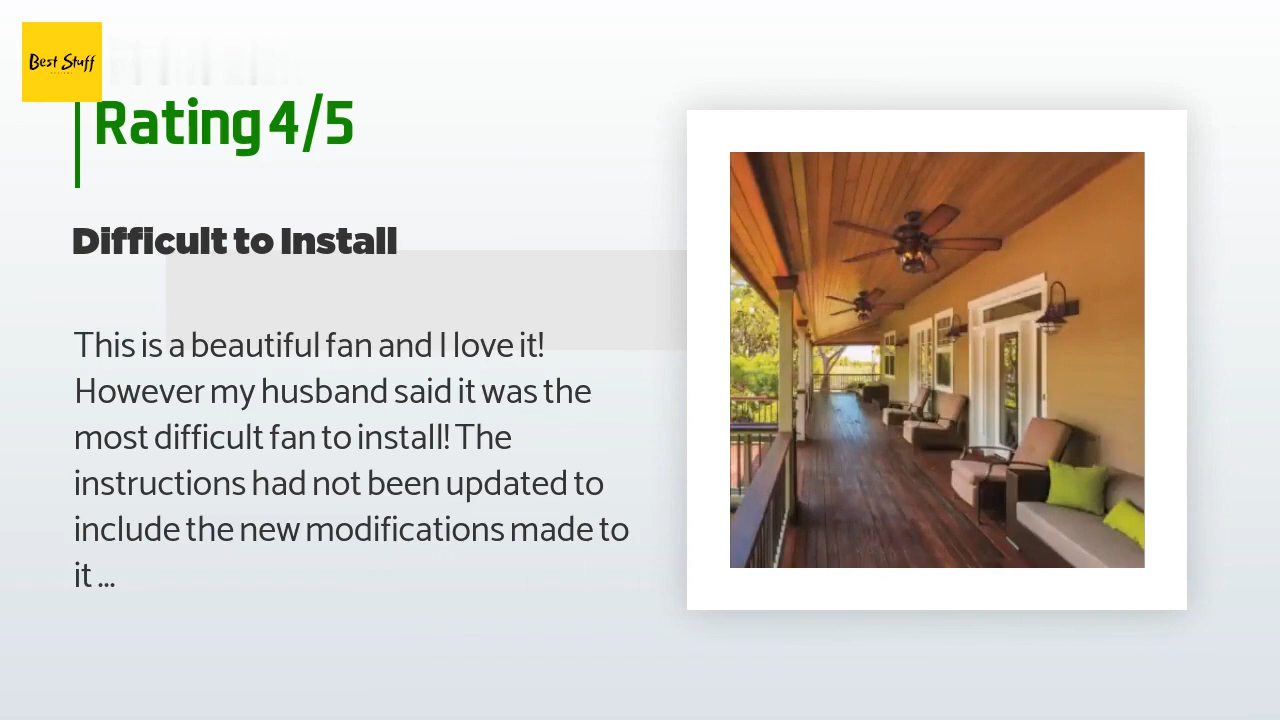 Best Stuff
Rating 4/5
Difficult to Install
This is a beautiful fan and I love it!
However my husband said it was the
most difficult fan to install! The
instructions had not been updated to
include the new modifications made to
it ...